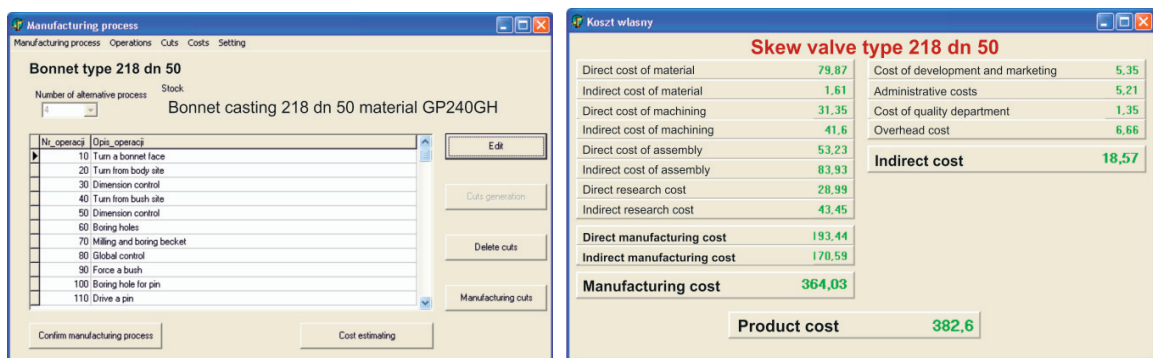 Manufacturing process
Manufacturing process Operations Cuts Costs Setting
Bonnet type 218 dn 50
Number of alternative process
Stock
4
Bonnet casting 218 dn 50 material GP240GH
Nr_operacji Opis_operacji
10 Turn a bonnet face
20 Turn from body site
30 Dimension control
40 Turn from bush site
50 Dimension control
60 Boring holes
70 Milling and boring becket
80 Global control
90 Force a bush
100 Boring hole for pin
110 Drive a pin
Edit
Cuts generation
Delete cuts
Manufacturing cuts
Confirm manufacturing process
Cost estimating
Koszt wlasny
Skew valve type 218 dn 50
Direct cost of material 79,87
Indirect cost of material 1,61
Direct cost of machining 31,35
Indirect cost of machining 41,6
Direct cost of assembly 53,23
Indirect cost of assembly 83,93
Direct research cost 28,99
Indirect research cost 43,45
Direct manufacturing cost 193,44
Indirect manufacturing cost 170,59
Manufacturing cost 364,03
Cost of development and marketing 5,35
Administrative costs 5,21
Cost of quality department 1,35
Overhead cost 6,66
Indirect cost 18,57
Product cost 382,6